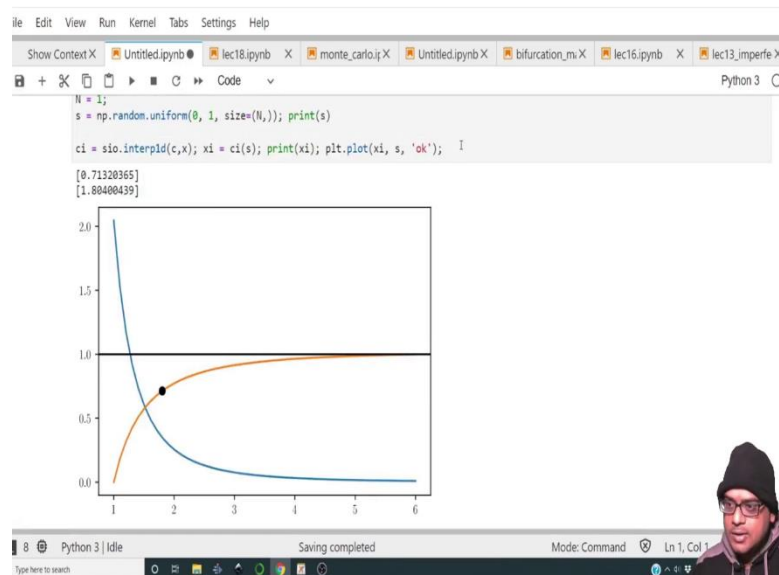 ile Edit View Run Kernel Tabs Settings Help
Show Context X Untitled.ipynb ● lec18.ipynb X monte_carlo.ir X Untitled.ipynb X bifurcation_m X lec16.ipynb X lec13_imperfe X
Code Python 3
N = 1;
s = np.random.uniform(0, 1, size=(N,)); print(s)
ci = sio.interp1d(c,x); xi = ci(s); print(xi); plt.plot(xi, s, 'ok');
[0.71320365]
[1.80400439]
2.0
1.5
1.0
0.5
0.0
1 2 3 4 5 6
8 Python 3 | Idle Saving completed Mode: Command Ln 1, Col 1
Type here to search